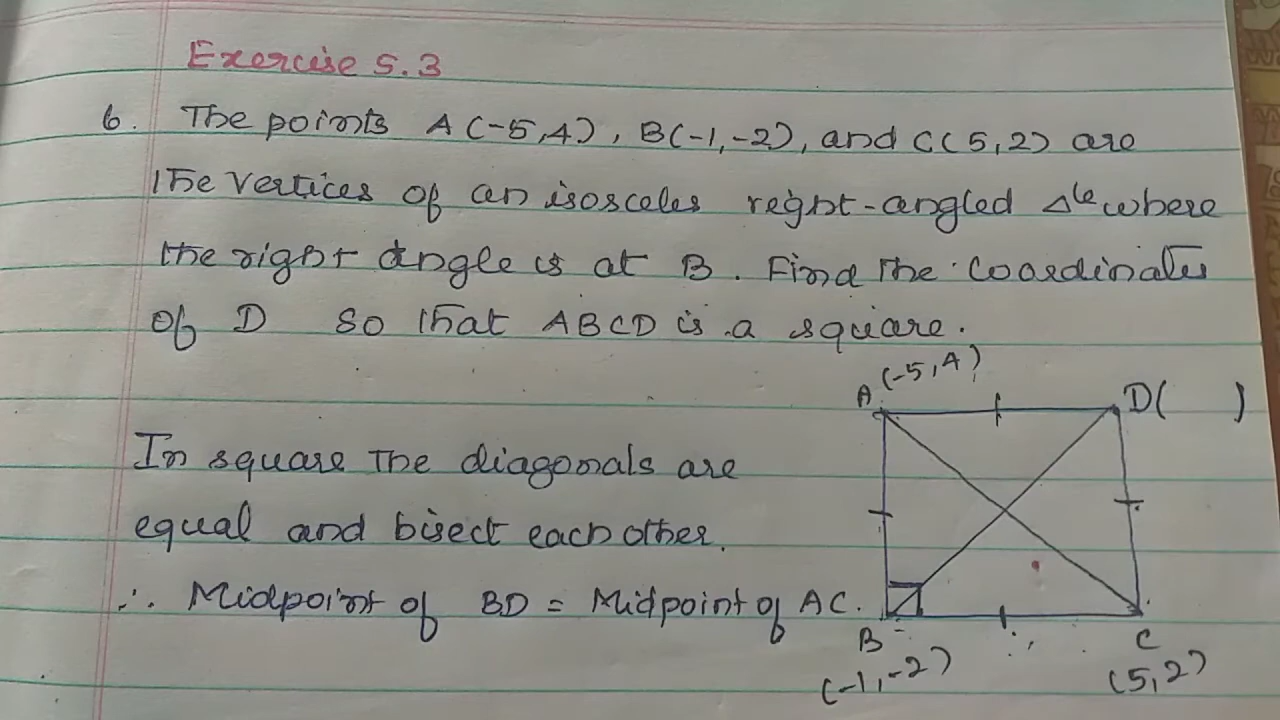 Exercise 5.3
6. The points A(-5,4), B(-1,-2), and C(5,2) are
the vertices of an isosceles right-angled Δle where
the right angle is at B. Find the coordinates
of D so that ABCD is a square.
A (-5,4)
D( )
In square the diagonals are
equal and bisect each other.
∴ Midpoint of BD = Midpoint of AC.
B
(-1,-2)
C
(5,2)